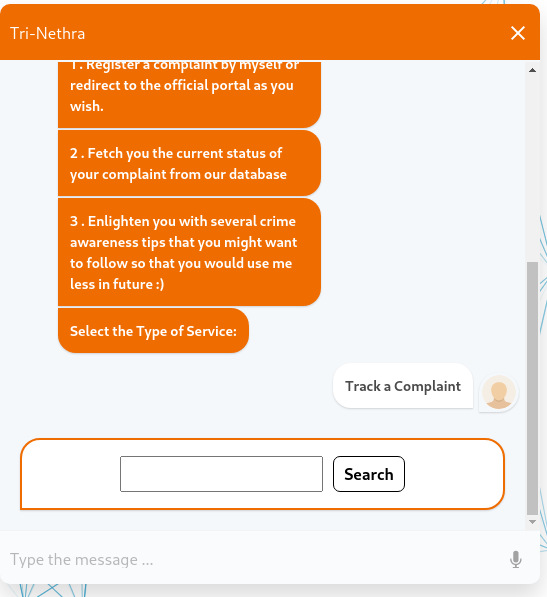 Tri-Nethra
1 . Register a complaint by myself or
redirect to the official portal as you
wish.
2 . Fetch you the current status of
your complaint from our database
3 . Enlighten you with several crime
awareness tips that you might want
to follow so that you would use me
less in future :)
Select the Type of Service:
Track a Complaint
Search
Type the message ...